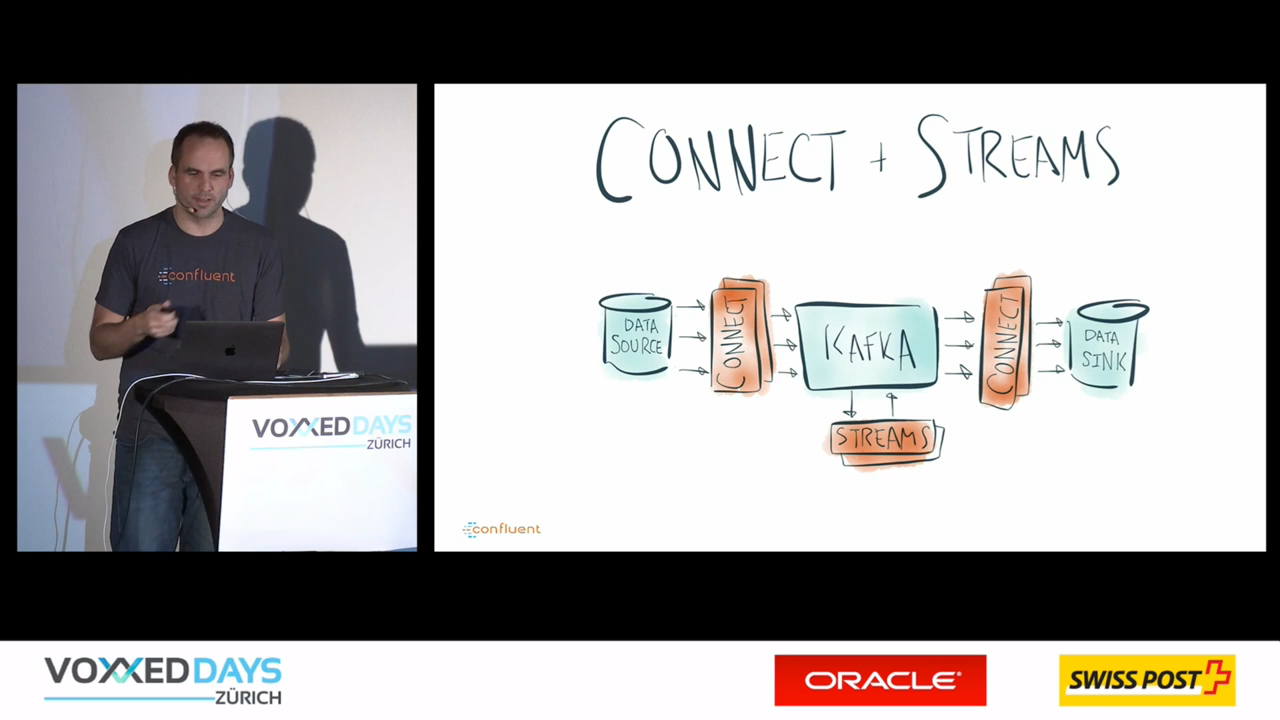 confluent
VOXXED DAYS
ZÜRICH
CONNECT + STREAMS
DATA
SOURCE
CONNECT
KAFKA
CONNECT
DATA
SINK
STREAMS
confluent
VOXXED DAYS
ZÜRICH
ORACLE®
SWISS POST